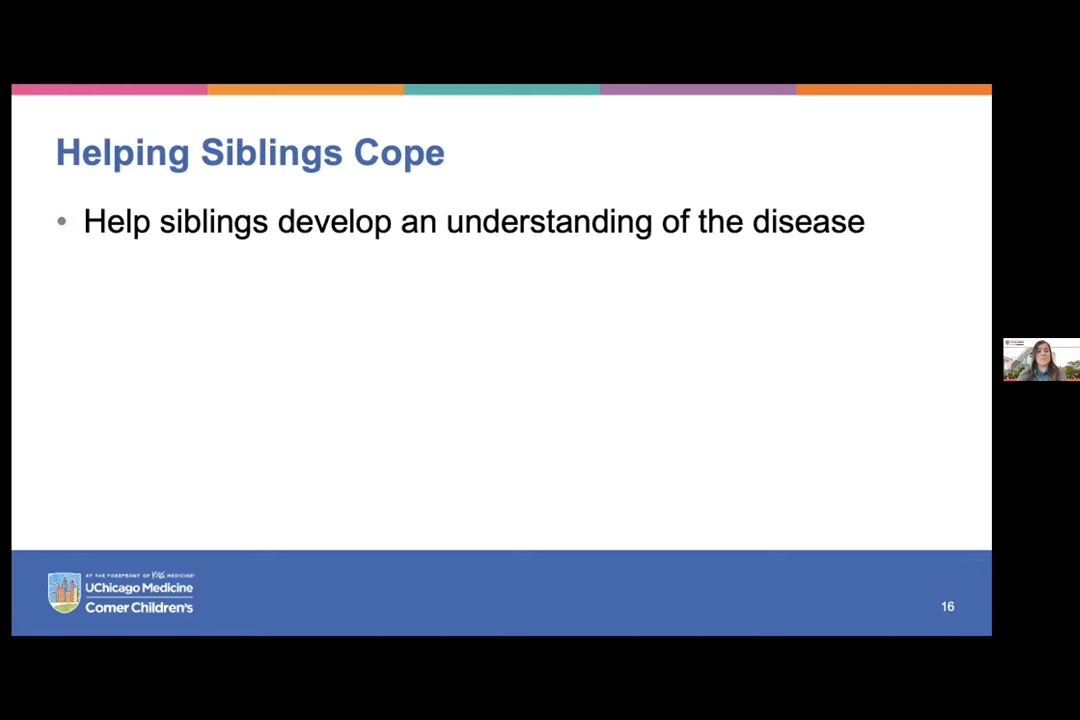 Helping Siblings Cope
• Help siblings develop an understanding of the disease
AT THE FOREFRONT OF Kids MEDICINE
UChicago Medicine
Comer Children's
16